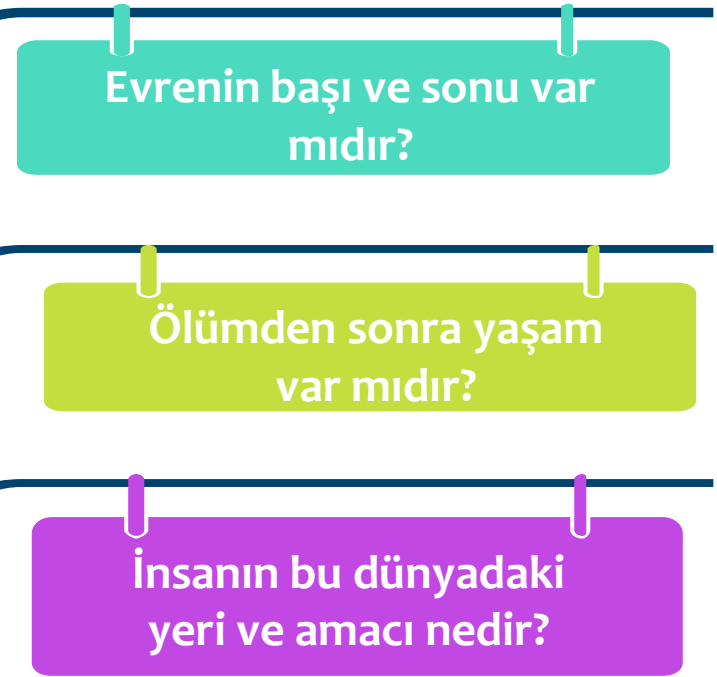 Evrenin başı ve sonu var
mıdır?
Ölümden sonra yaşam
var mıdır?
İnsanın bu dünyadaki
yeri ve amacı nedir?